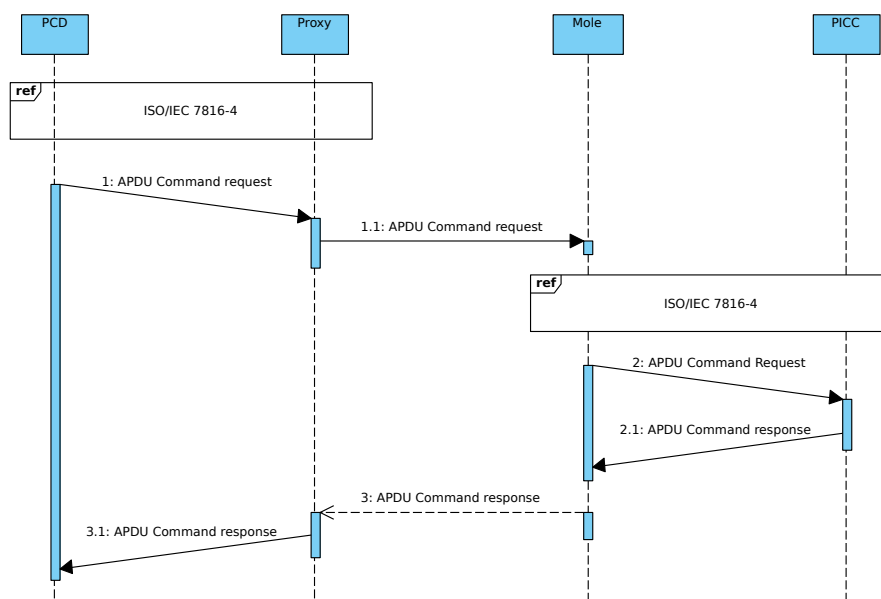 PCD
Proxy
Mole
PICC
ref
ISO/IEC 7816-4
1: APDU Command request
1.1: APDU Command request
ref
ISO/IEC 7816-4
2: APDU Command Request
2.1: APDU Command response
3: APDU Command response
3.1: APDU Command response